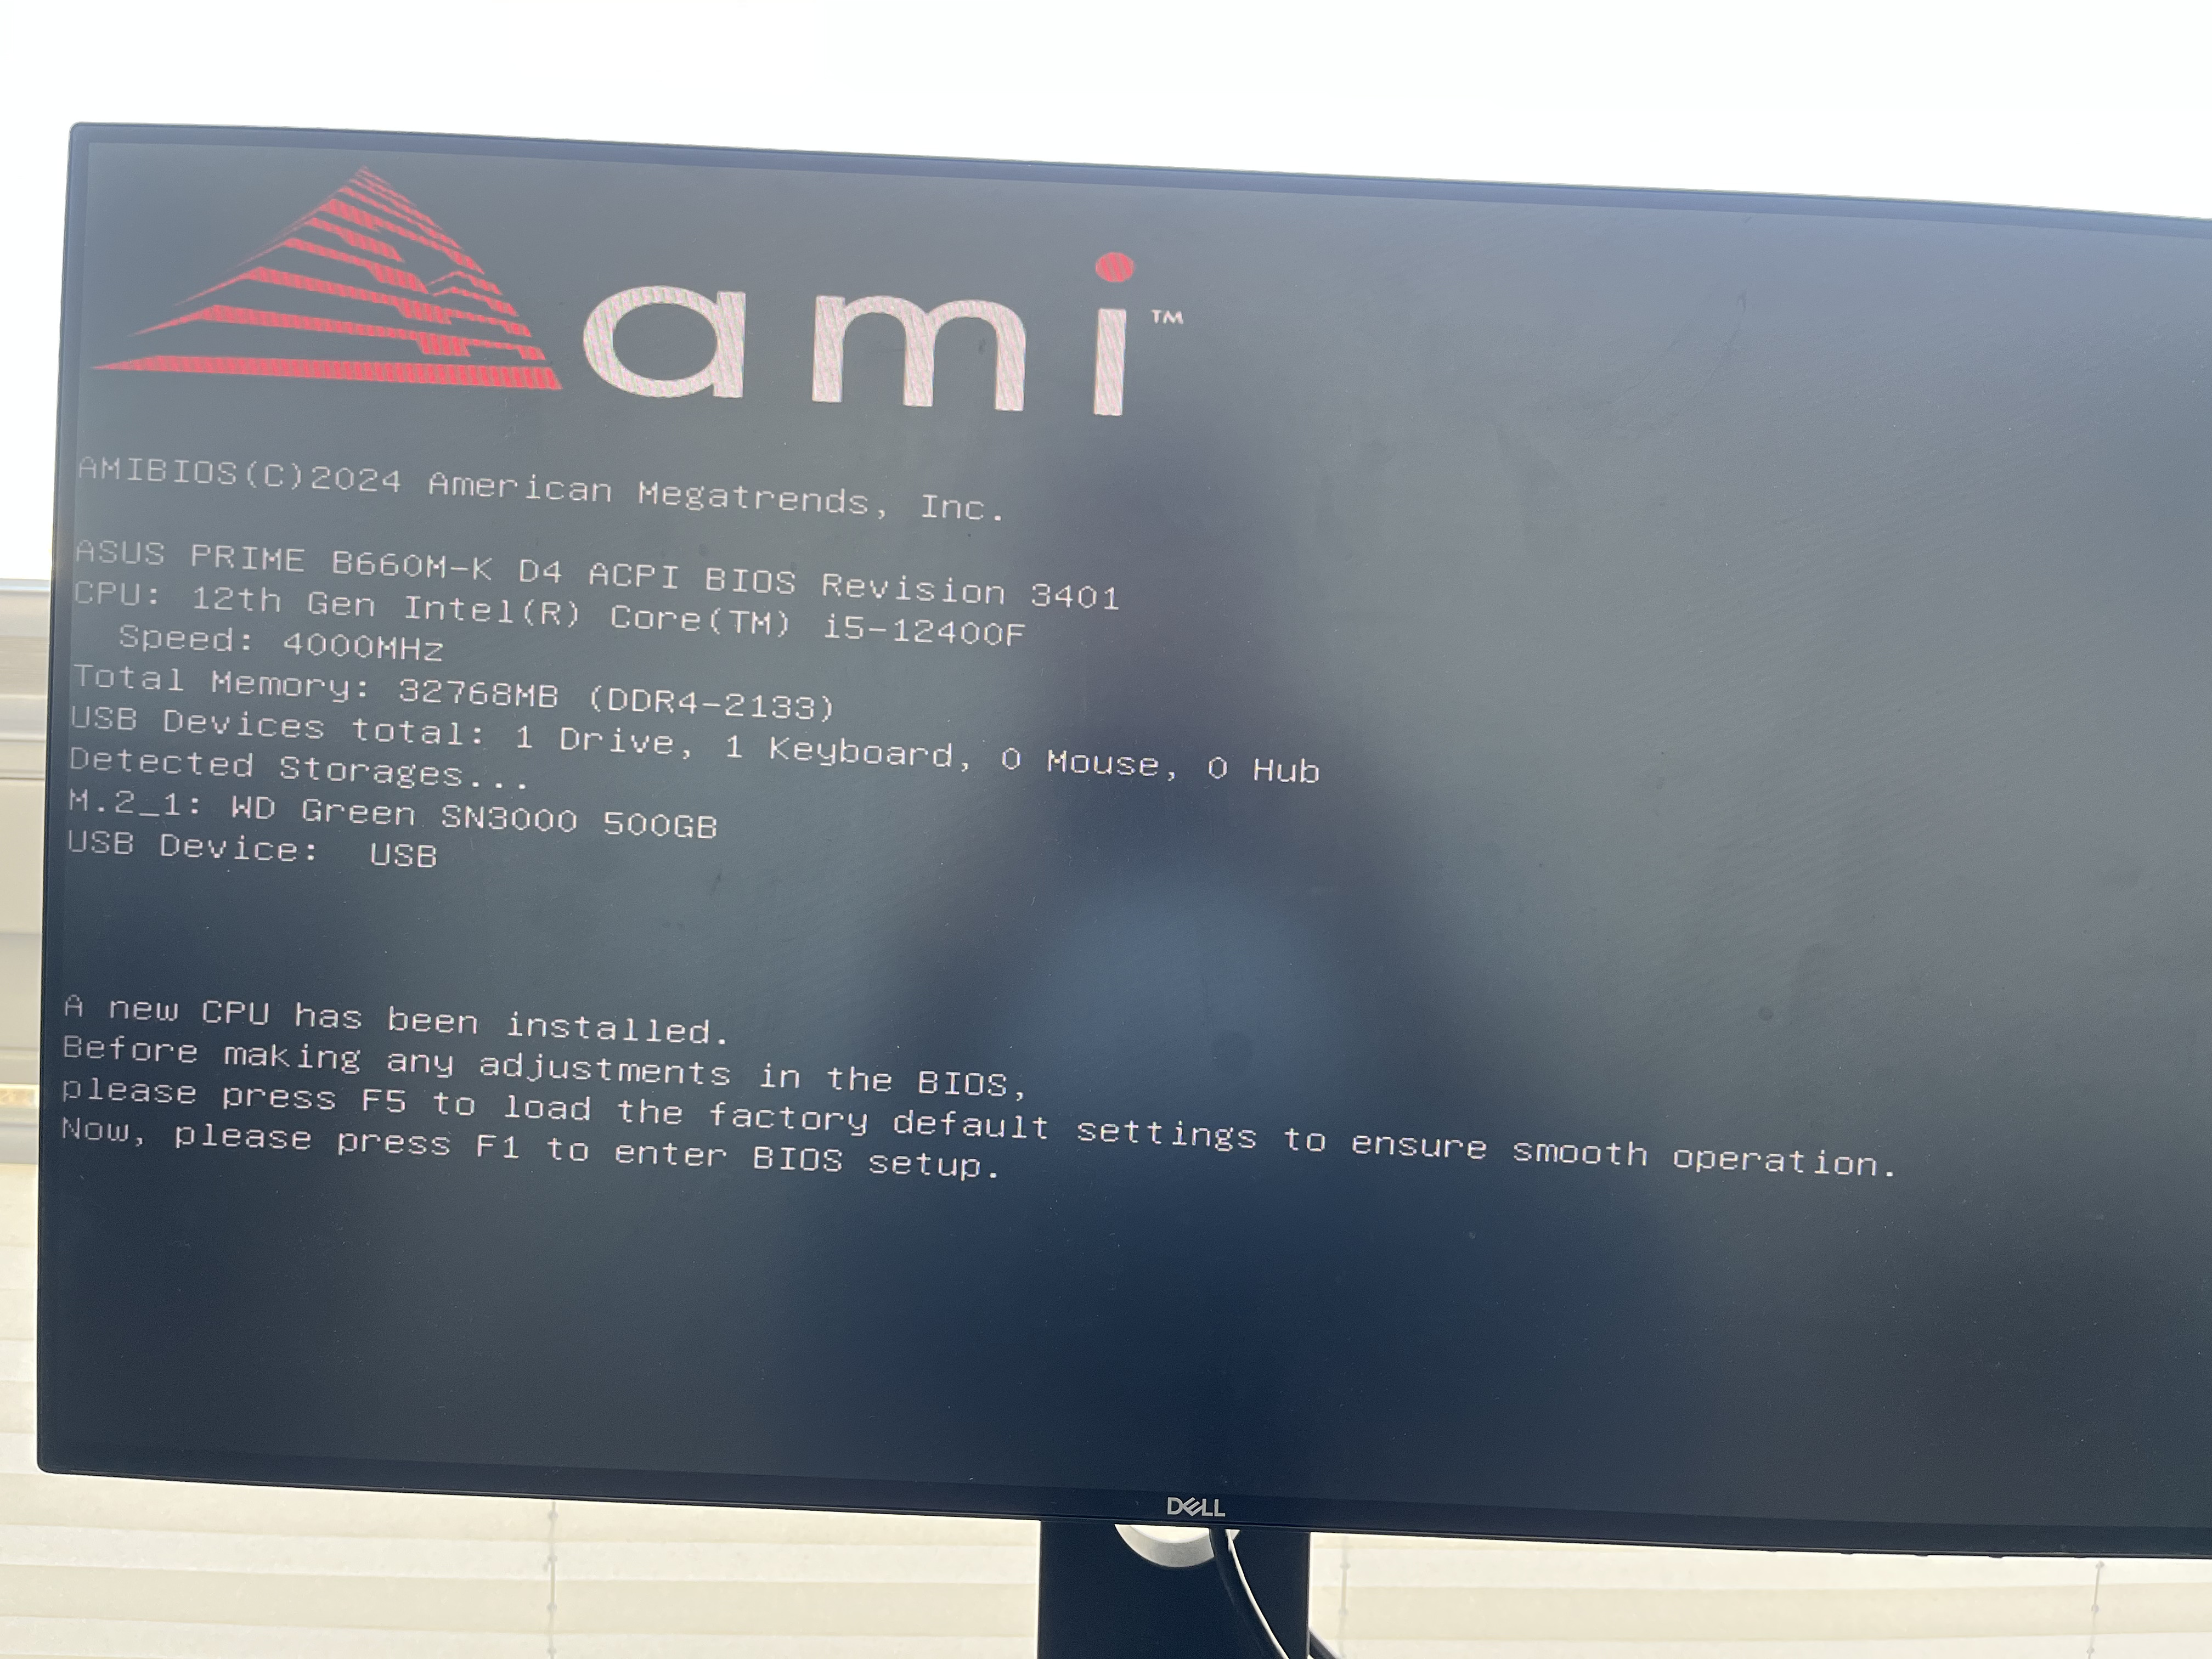 ami™
AMIBIOS(C)2024 American Megatrends, Inc.
ASUS PRIME B660M-K D4 ACPI BIOS Revision 3401
CPU: 12th Gen Intel(R) Core(TM) i5-12400F
Speed: 4000MHz
Total Memory: 32768MB (DDR4-2133)
USB Devices total: 1 Drive, 1 Keyboard, 0 Mouse, 0 Hub
Detected Storages...
M.2_1: WD Green SN3000 500GB
USB Device: USB
A new CPU has been installed.
Before making any adjustments in the BIOS,
please press F5 to load the factory default settings to ensure smooth operation.
Now, please press F1 to enter BIOS setup.
DELL